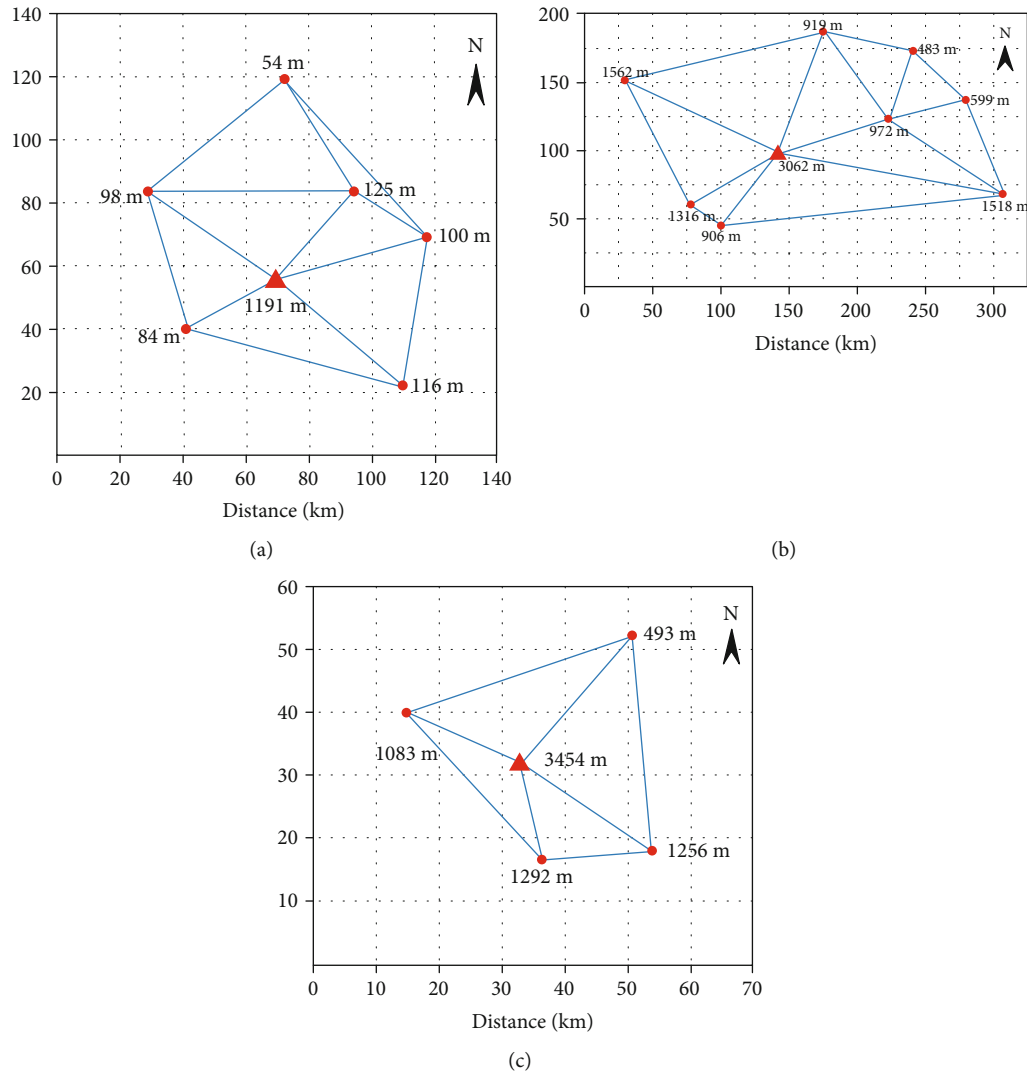 140
120
100
80
60
40
20
N
54 m
98 m
125 m
100 m
1191 m
84 m
116 m
0 20 40 60 80 100 120 140
Distance (km)
(a)
200
150
100
50
N
919 m
483 m
1562 m
599 m
972 m
3062 m
1316 m
906 m
1518 m
0 50 100 150 200 250 300
Distance (km)
(b)
60
50
40
30
20
10
N
493 m
1083 m
3454 m
1256 m
1292 m
0 10 20 30 40 50 60 70
Distance (km)
(c)